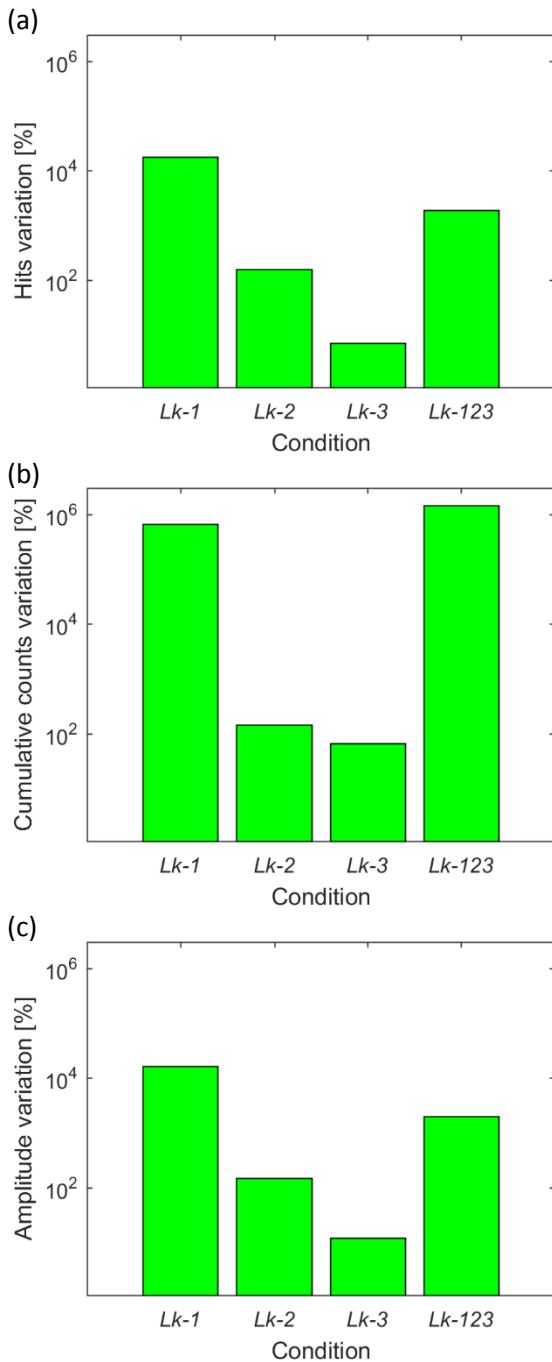 (a)
10^6
10^4
10^2
Hits variation [%]
Lk-1 Lk-2 Lk-3 Lk-123
Condition
(b)
10^6
10^4
10^2
Cumulative counts variation [%]
Lk-1 Lk-2 Lk-3 Lk-123
Condition
(c)
10^6
10^4
10^2
Amplitude variation [%]
Lk-1 Lk-2 Lk-3 Lk-123
Condition